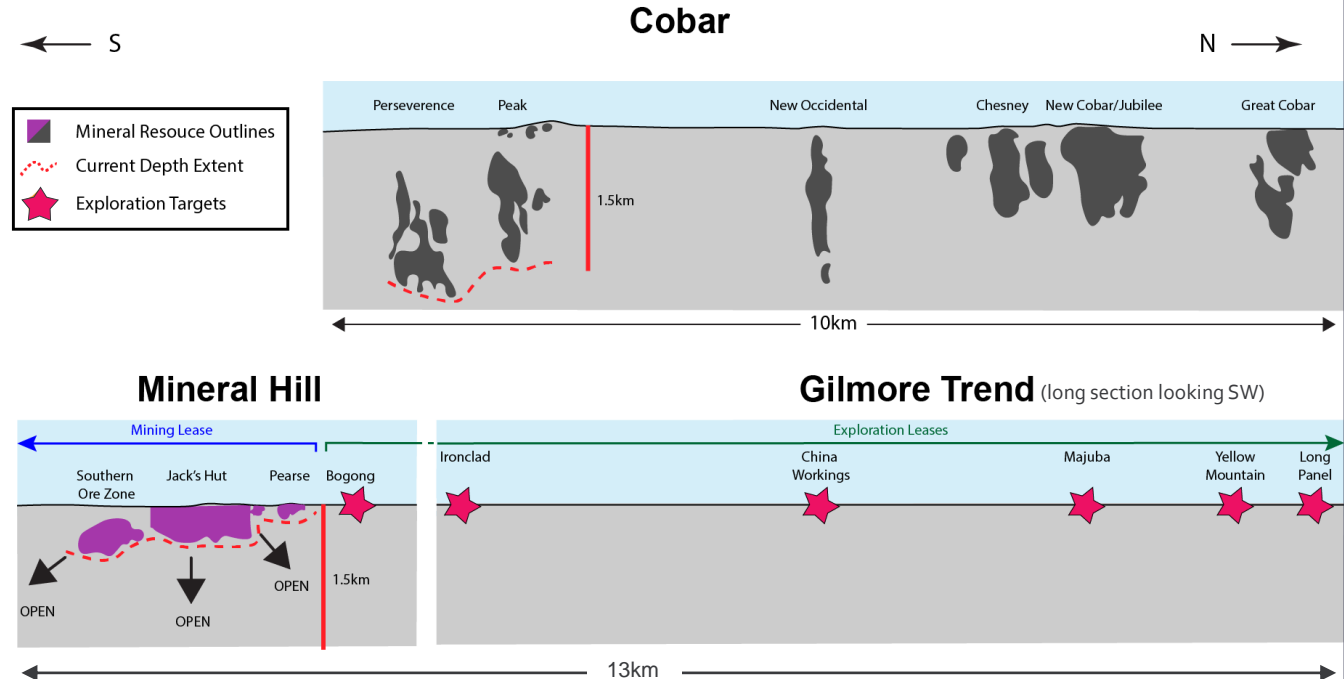 Cobar
S
N
Perseverence
Peak
New Occidental
Chesney
New Cobar/Jubilee
Great Cobar
Mineral Resouce Outlines
Current Depth Extent
Exploration Targets
1.5km
10km
Mineral Hill
Gilmore Trend (long section looking SW)
Mining Lease
Exploration Leases
Southern
Ore Zone
Jack's Hut
Pearse
Bogong
Ironclad
China
Workings
Majuba
Yellow
Mountain
Long
Panel
OPEN
OPEN
OPEN
1.5km
13km